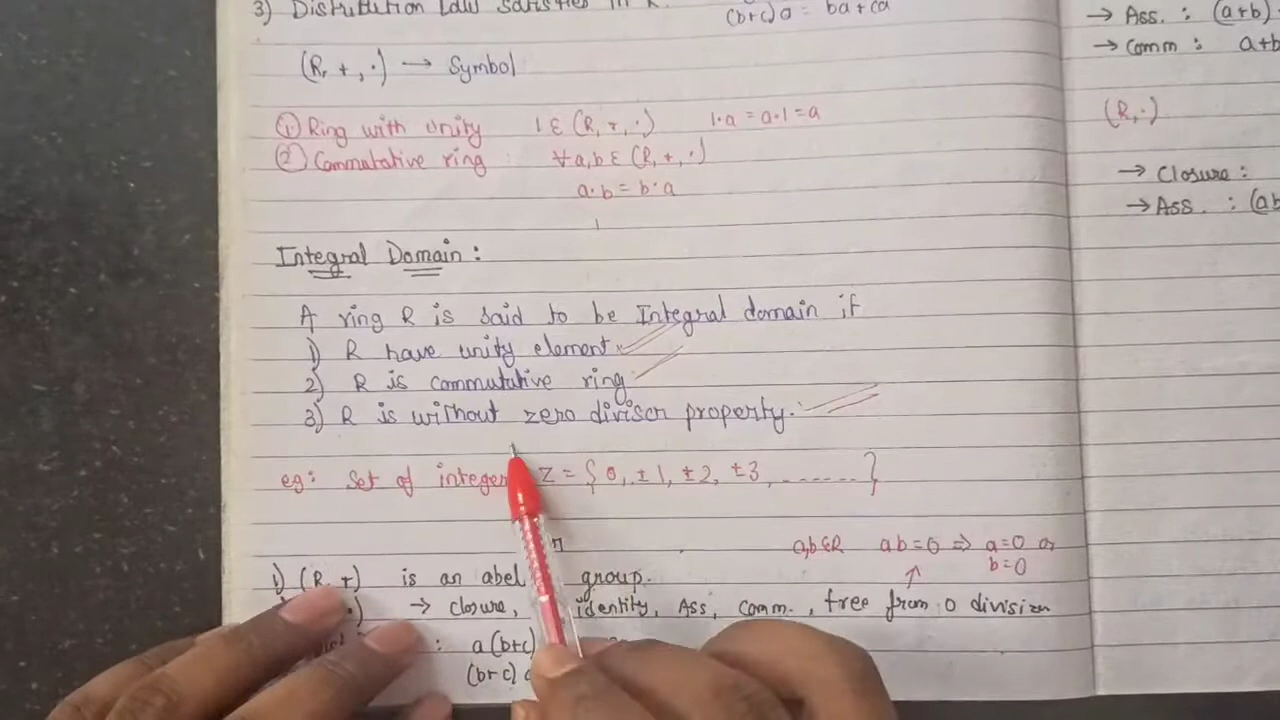 3) Distribution Law satisfies in R.
(b+c)a = ba+ca
(R, +, ·) → Symbol
① Ring with unity 1 ∈ (R, +, ·) 1·a = a·1 = a
② Commutative ring : ∀ a,b ∈ (R, +, ·)
a·b = b·a
Integral Domain :
A ring R is said to be Integral domain if
1) R have unity element
2) R is commutative ring
3) R is without zero divisor property.
eg: Set of integer Z = {0, ±1, ±2, ±3, ......}
a,b∈R ab = 0 ⇒ a=0 or
b=0
i) (R, +) is an abel group.
·) → closure, identity, Ass, Comm., free from 0 division
: a(b+c)
(b+c)
→ Ass. : (a+b)
→ Comm : a+b
(R, ·)
→ Closure :
→ Ass. : (ab